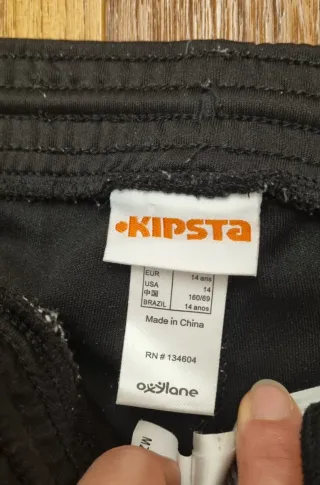 KIPSTA
EUR 14 ans
USA 14
中国 160/69
BRAZIL 14 anos
Made in China
RN # 134604
oxylane